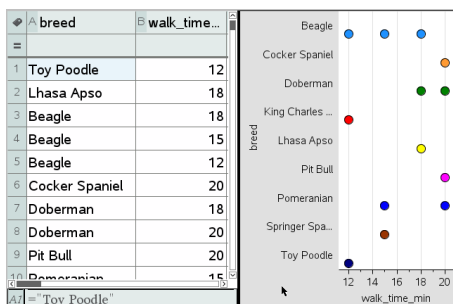 A breed B walk_time...
=
1 Toy Poodle 12
2 Lhasa Apso 18
3 Beagle 18
4 Beagle 15
5 Beagle 12
6 Cocker Spaniel 20
7 Doberman 18
8 Doberman 20
9 Pit Bull 20
10 Pomeranian 15
A1 ="Toy Poodle"
breed
Beagle
Cocker Spaniel
Doberman
King Charles ...
Lhasa Apso
Pit Bull
Pomeranian
Springer Spa...
Toy Poodle
12 14 16 18 20
walk_time_min